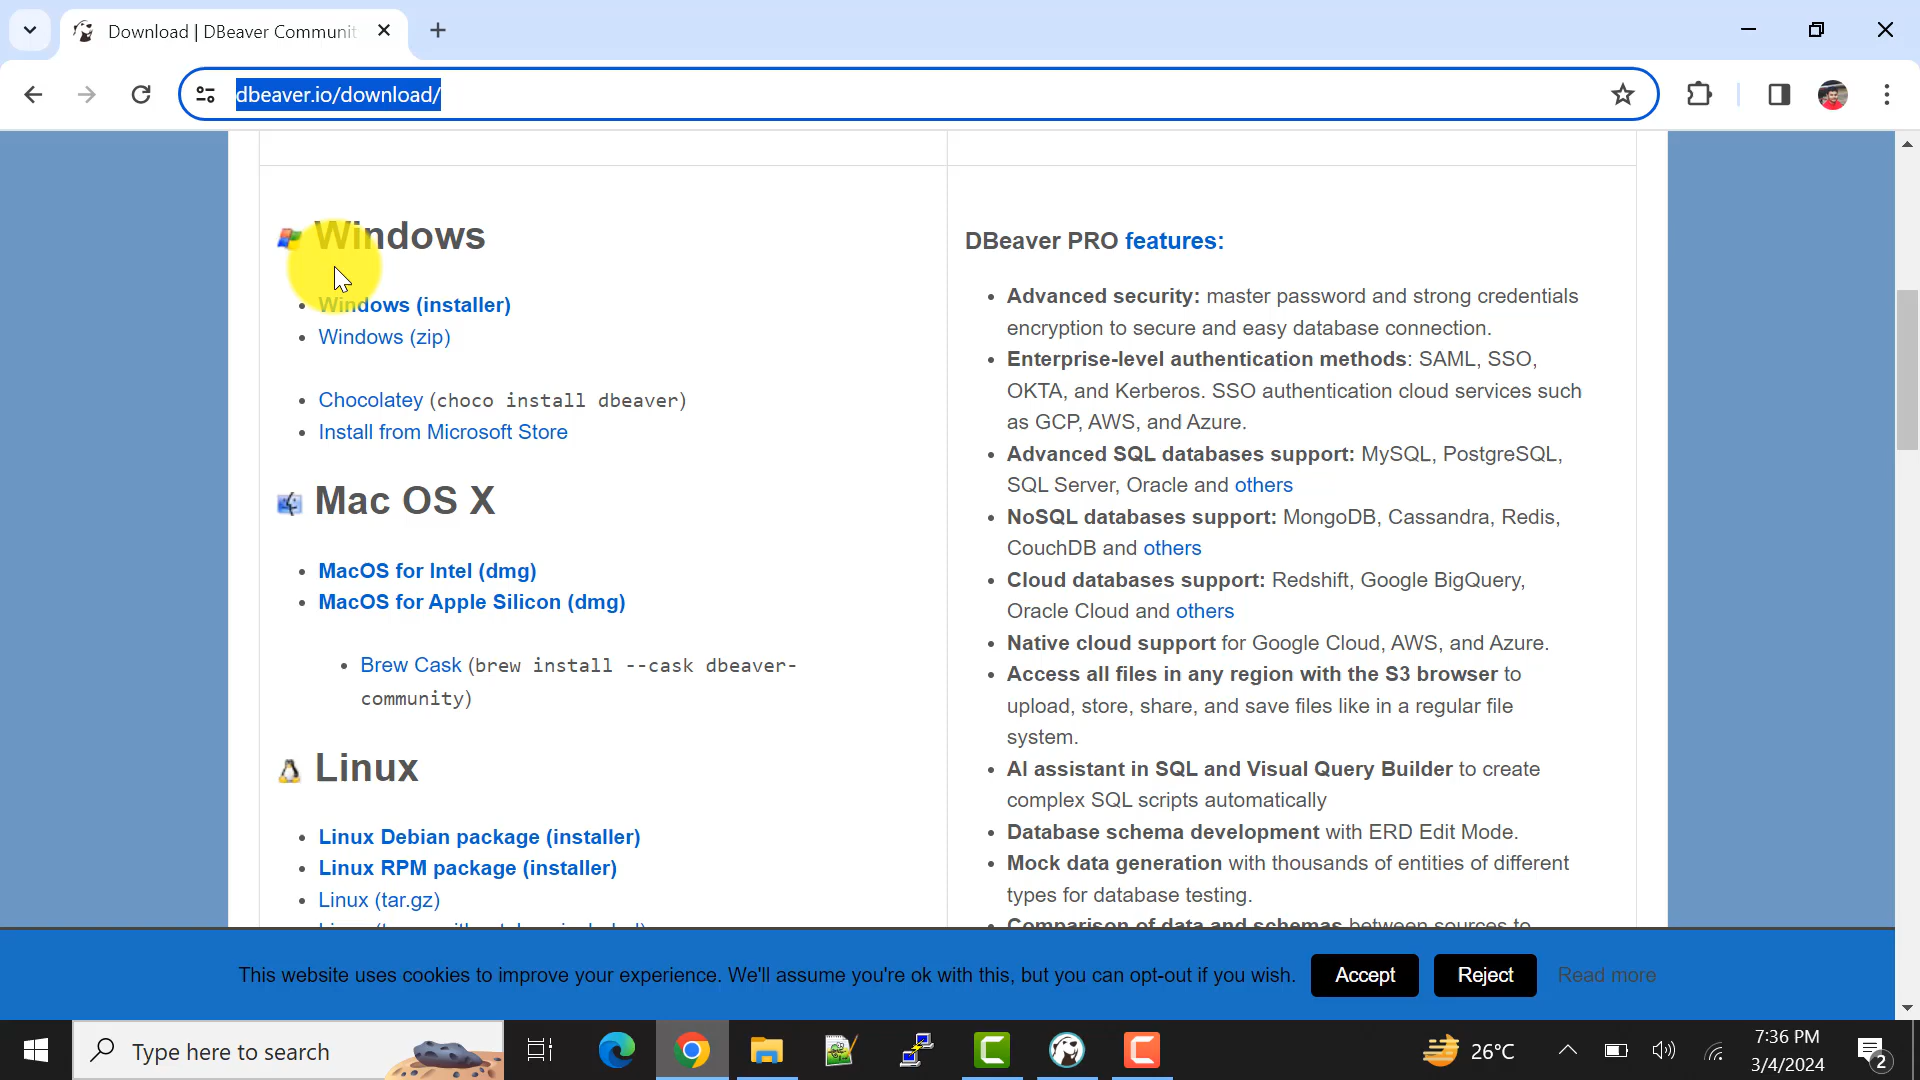 Download | DBeaver Communit
dbeaver.io/download/
Windows
Windows (installer)
Windows (zip)
Chocolatey (choco install dbeaver)
Install from Microsoft Store
Mac OS X
MacOS for Intel (dmg)
MacOS for Apple Silicon (dmg)
Brew Cask (brew install --cask dbeaver-
community)
Linux
Linux Debian package (installer)
Linux RPM package (installer)
Linux (tar.gz)
DBeaver PRO features:
Advanced security: master password and strong credentials
encryption to secure and easy database connection.
Enterprise-level authentication methods: SAML, SSO,
OKTA, and Kerberos. SSO authentication cloud services such
as GCP, AWS, and Azure.
Advanced SQL databases support: MySQL, PostgreSQL,
SQL Server, Oracle and others
NoSQL databases support: MongoDB, Cassandra, Redis,
CouchDB and others
Cloud databases support: Redshift, Google BigQuery,
Oracle Cloud and others
Native cloud support for Google Cloud, AWS, and Azure.
Access all files in any region with the S3 browser to
upload, store, share, and save files like in a regular file
system.
AI assistant in SQL and Visual Query Builder to create
complex SQL scripts automatically
Database schema development with ERD Edit Mode.
Mock data generation with thousands of entities of different
types for database testing.
Comparison of data and schemas between sources to
This website uses cookies to improve your experience. We'll assume you're ok with this, but you can opt-out if you wish. Accept Reject Read more
Type here to search
26°C
7:36 PM
3/4/2024
2